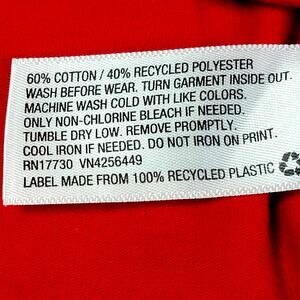 60% COTTON / 40% RECYCLED POLYESTER
WASH BEFORE WEAR. TURN GARMENT INSIDE OUT.
MACHINE WASH COLD WITH LIKE COLORS.
ONLY NON-CHLORINE BLEACH IF NEEDED.
TUMBLE DRY LOW. REMOVE PROMPTLY.
COOL IRON IF NEEDED. DO NOT IRON ON PRINT.
RN17730 VN4256449
LABEL MADE FROM 100% RECYCLED PLASTIC